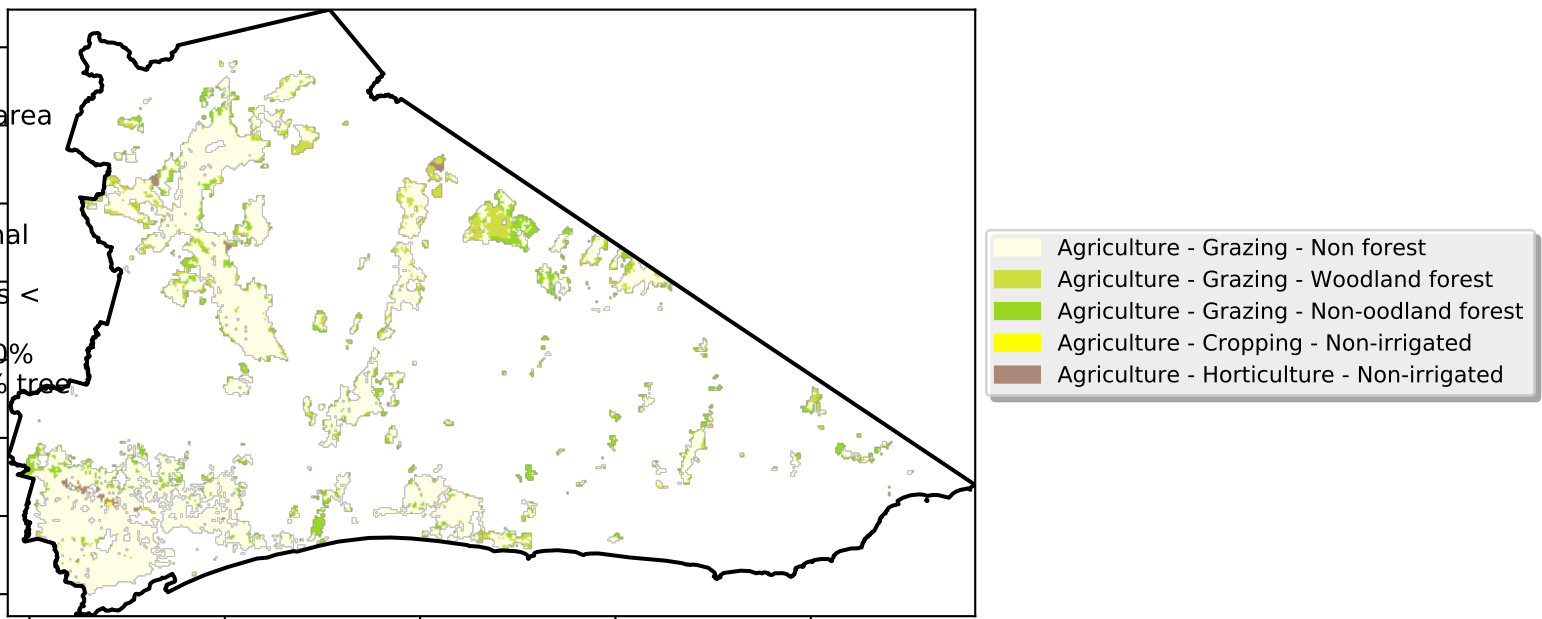 area
nal
s <
0%
% tree
Agriculture - Grazing - Non forest
Agriculture - Grazing - Woodland forest
Agriculture - Grazing - Non-oodland forest
Agriculture - Cropping - Non-irrigated
Agriculture - Horticulture - Non-irrigated